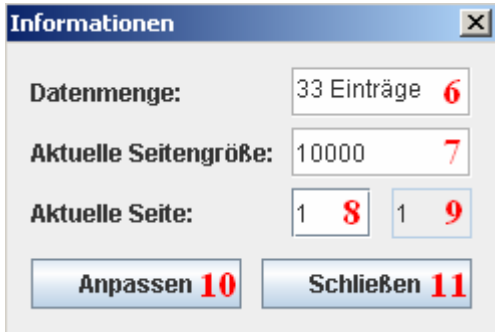 Informationen
Datenmenge: 33 Einträge 6
Aktuelle Seitengröße: 10000 7
Aktuelle Seite: 1 8 1 9
Anpassen 10 Schließen 11